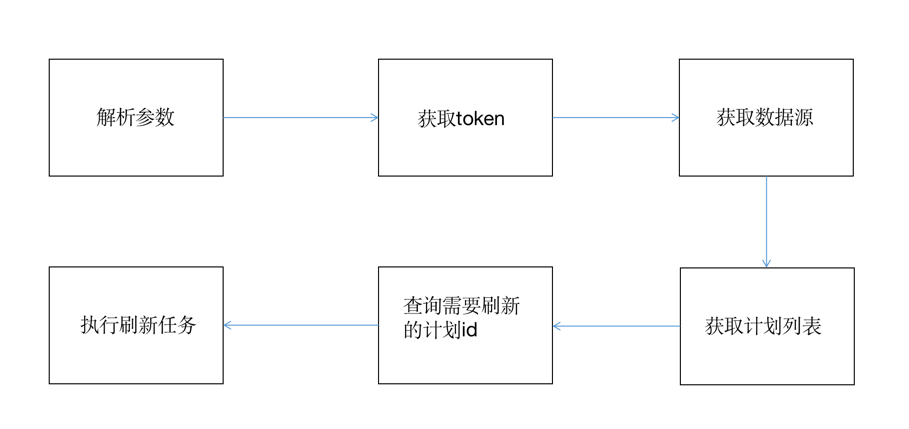 解析参数
获取token
获取数据源
获取计划列表
查询需要刷新
的计划id
执行刷新任务